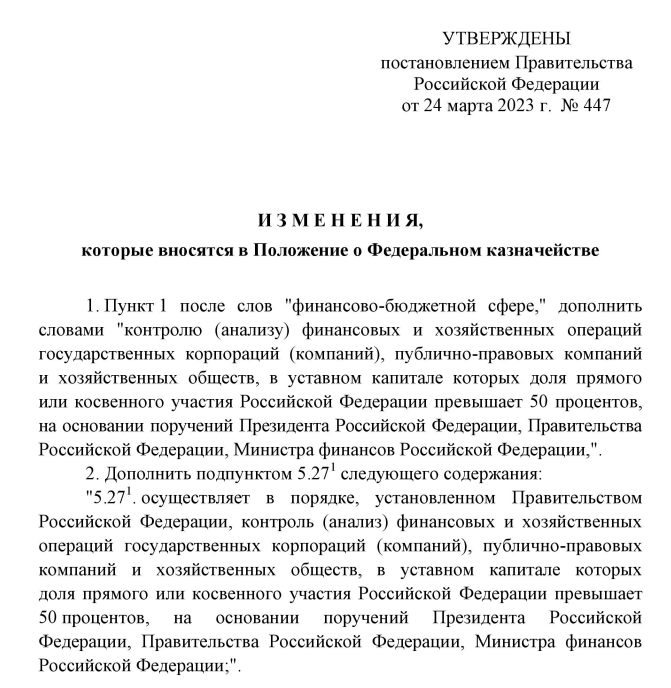 УТВЕРЖДЕНЫ
постановлением Правительства
Российской Федерации
от 24 марта 2023 г. № 447
И З М Е Н Е Н И Я,
которые вносятся в Положение о Федеральном казначействе
1. Пункт 1 после слов "финансово-бюджетной сфере," дополнить
словами "контролю (анализу) финансовых и хозяйственных операций
государственных корпораций (компаний), публично-правовых компаний
и хозяйственных обществ, в уставном капитале которых доля прямого
или косвенного участия Российской Федерации превышает 50 процентов,
на основании поручений Президента Российской Федерации, Правительства
Российской Федерации, Министра финансов Российской Федерации,".
2. Дополнить подпунктом 5.27¹ следующего содержания:
"5.27¹. осуществляет в порядке, установленном Правительством
Российской Федерации, контроль (анализ) финансовых и хозяйственных
операций государственных корпораций (компаний), публично-правовых
компаний и хозяйственных обществ, в уставном капитале которых
доля прямого или косвенного участия Российской Федерации превышает
50 процентов, на основании поручений Президента Российской
Федерации, Правительства Российской Федерации, Министра финансов
Российской Федерации;".